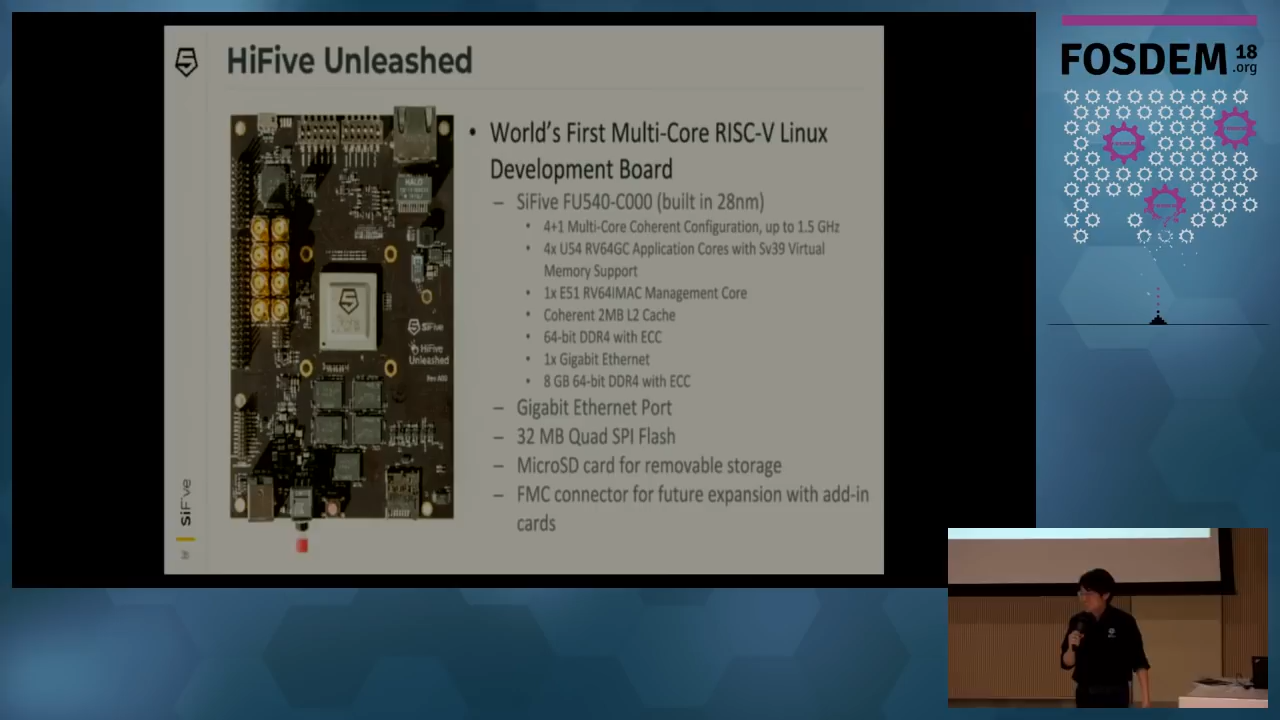 HiFive Unleashed
• World's First Multi-Core RISC-V Linux
Development Board
– SiFive FU540-C000 (built in 28nm)
• 4+1 Multi-Core Coherent Configuration, up to 1.5 GHz
• 4x U54 RV64GC Application Cores with Sv39 Virtual
Memory Support
• 1x E51 RV64IMAC Management Core
• Coherent 2MB L2 Cache
• 64-bit DDR4 with ECC
• 1x Gigabit Ethernet
• 8 GB 64-bit DDR4 with ECC
– Gigabit Ethernet Port
– 32 MB Quad SPI Flash
– MicroSD card for removable storage
– FMC connector for future expansion with add-in
cards
HALO
SiFive
HiFive
Unleashed
SiFive
FOSDEM 18
.org